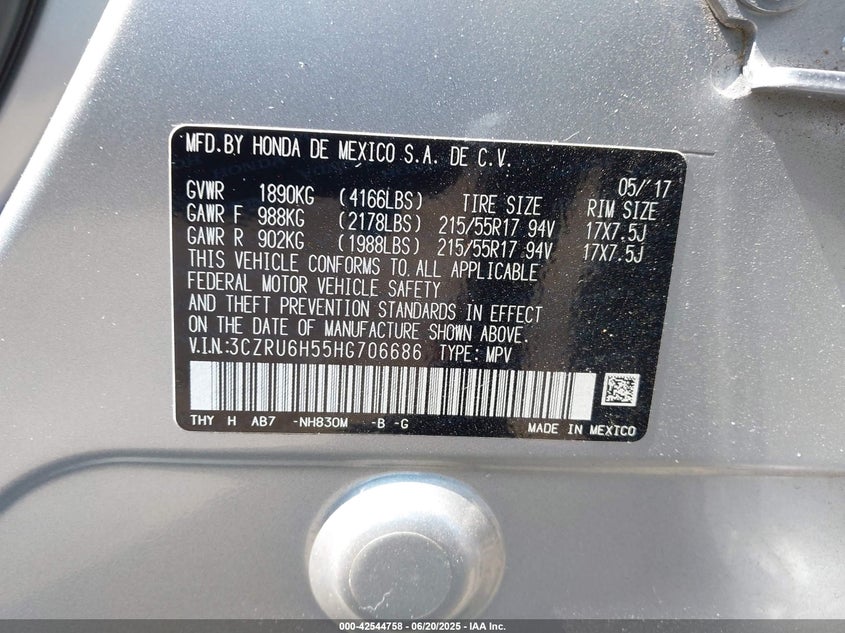 MFD. BY HONDA DE MEXICO S.A. DE C.V.
05/'17
GVWR 1890KG (4166LBS) TIRE SIZE RIM SIZE
GAWR F 988KG (2178LBS) 215/55R17 94V 17X7.5J
GAWR R 902KG (1988LBS) 215/55R17 94V 17X7.5J
THIS VEHICLE CONFORMS TO ALL APPLICABLE
FEDERAL MOTOR VEHICLE SAFETY
AND THEFT PREVENTION STANDARDS IN EFFECT
ON THE DATE OF MANUFACTURE SHOWN ABOVE.
V.I.N.:3CZRU6H55HG706686 TYPE: MPV
THY H AB7 -NH830M -B -G MADE IN MEXICO
000-42544758 | 06/20/2025 - IAA Inc.